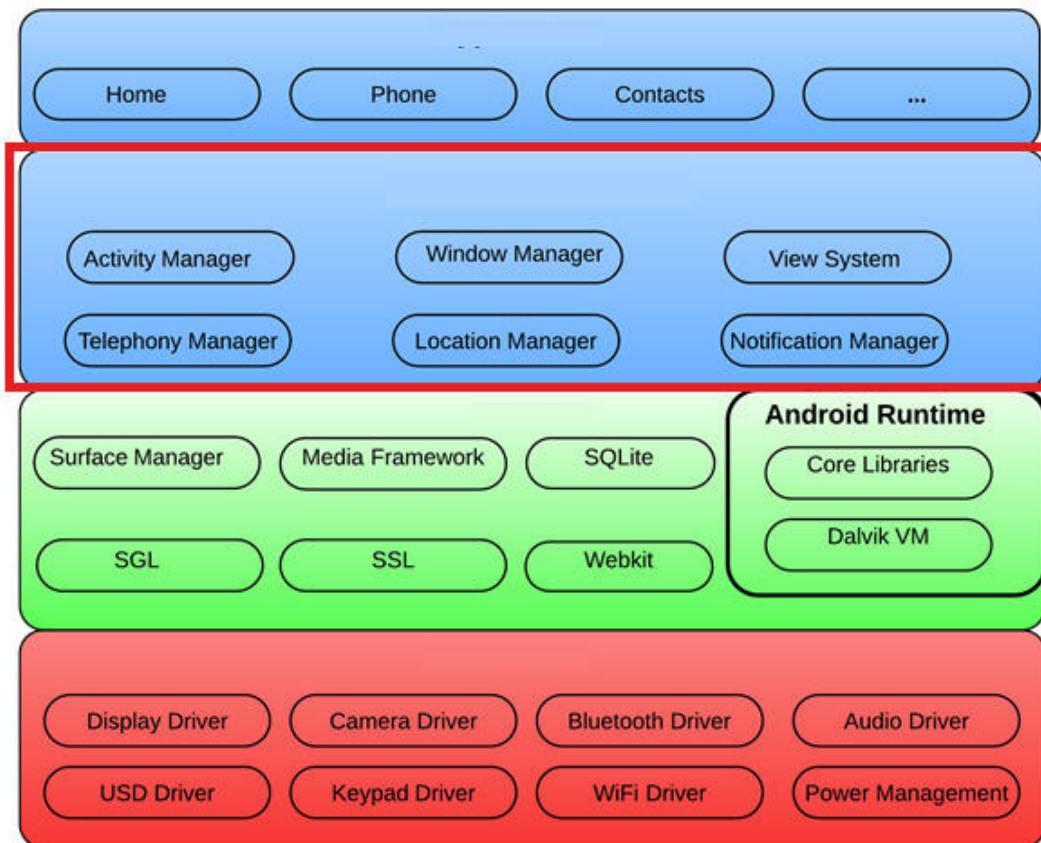 Home
Phone
Contacts
...
Activity Manager
Window Manager
View System
Telephony Manager
Location Manager
Notification Manager
Android Runtime
Surface Manager
Media Framework
SQLite
Core Libraries
SGL
SSL
Webkit
Dalvik VM
Display Driver
Camera Driver
Bluetooth Driver
Audio Driver
USD Driver
Keypad Driver
WiFi Driver
Power Management